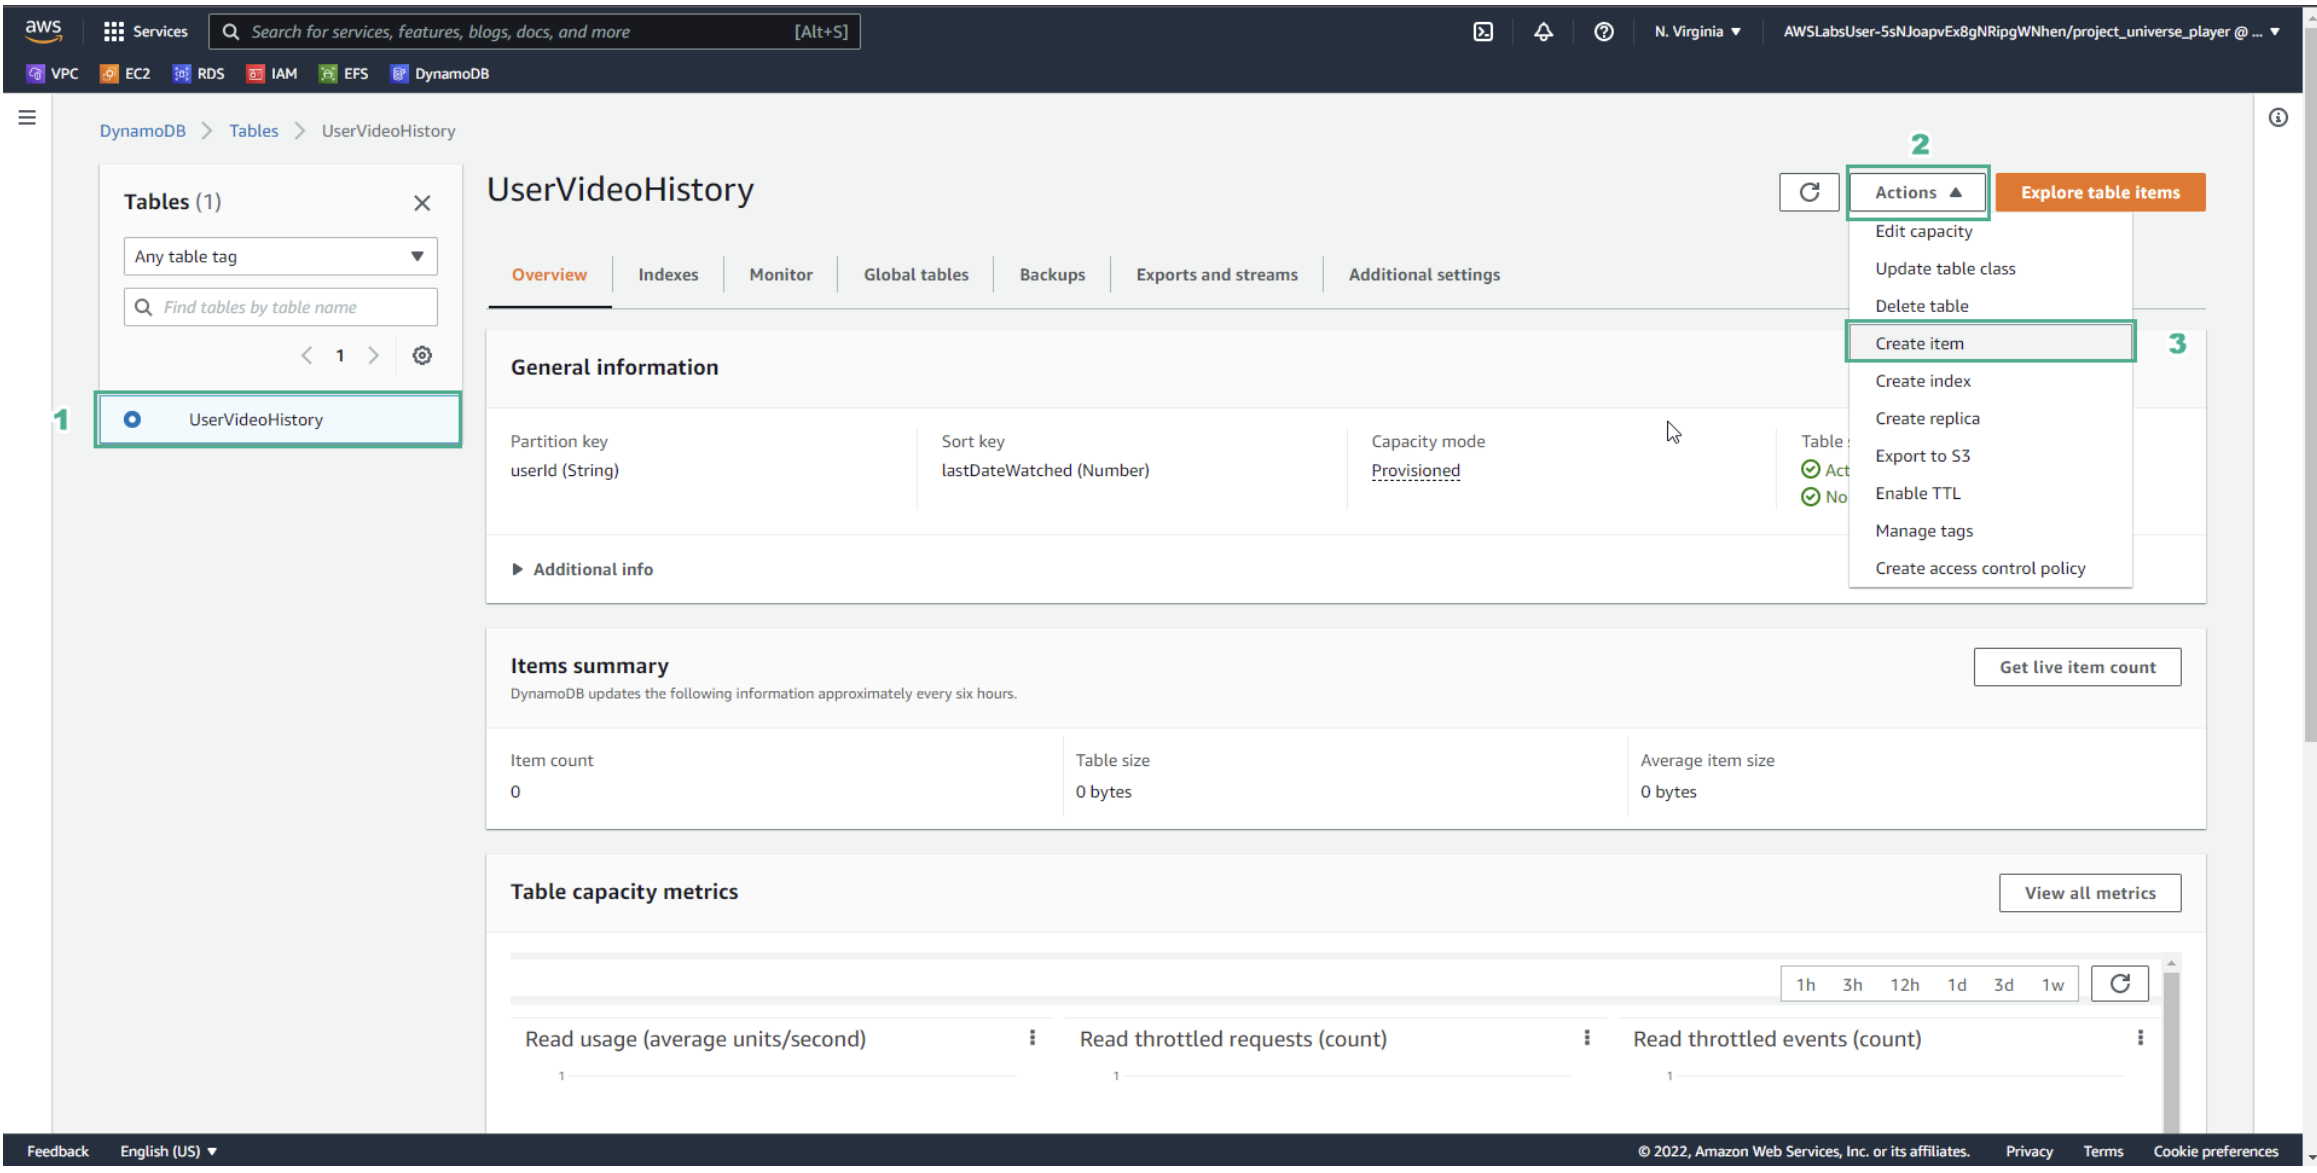 aws
Services
Search for services, features, blogs, docs, and more
[Alt+S]
N. Virginia ▼
AWSLabsUser-5sNJoapvEx8gNRipgWNhen/project_universe_player @ ... ▼
VPC
EC2
RDS
IAM
EFS
DynamoDB
DynamoDB > Tables > UserVideoHistory
Tables (1)
Any table tag
Find tables by table name
1
1
UserVideoHistory
UserVideoHistory
2
Actions ▲
Explore table items
Edit capacity
Update table class
Delete table
Create item
3
Create index
Create replica
Export to S3
Enable TTL
Manage tags
Create access control policy
Overview
Indexes
Monitor
Global tables
Backups
Exports and streams
Additional settings
General information
Partition key
userId (String)
Sort key
lastDateWatched (Number)
Capacity mode
Provisioned
Table
Act
No
Additional info
Items summary
DynamoDB updates the following information approximately every six hours.
Get live item count
Item count
0
Table size
0 bytes
Average item size
0 bytes
Table capacity metrics
View all metrics
1h 3h 12h 1d 3d 1w
Read usage (average units/second)
1
Read throttled requests (count)
1
Read throttled events (count)
1
Feedback
English (US) ▼
© 2022, Amazon Web Services, Inc. or its affiliates.
Privacy
Terms
Cookie preferences